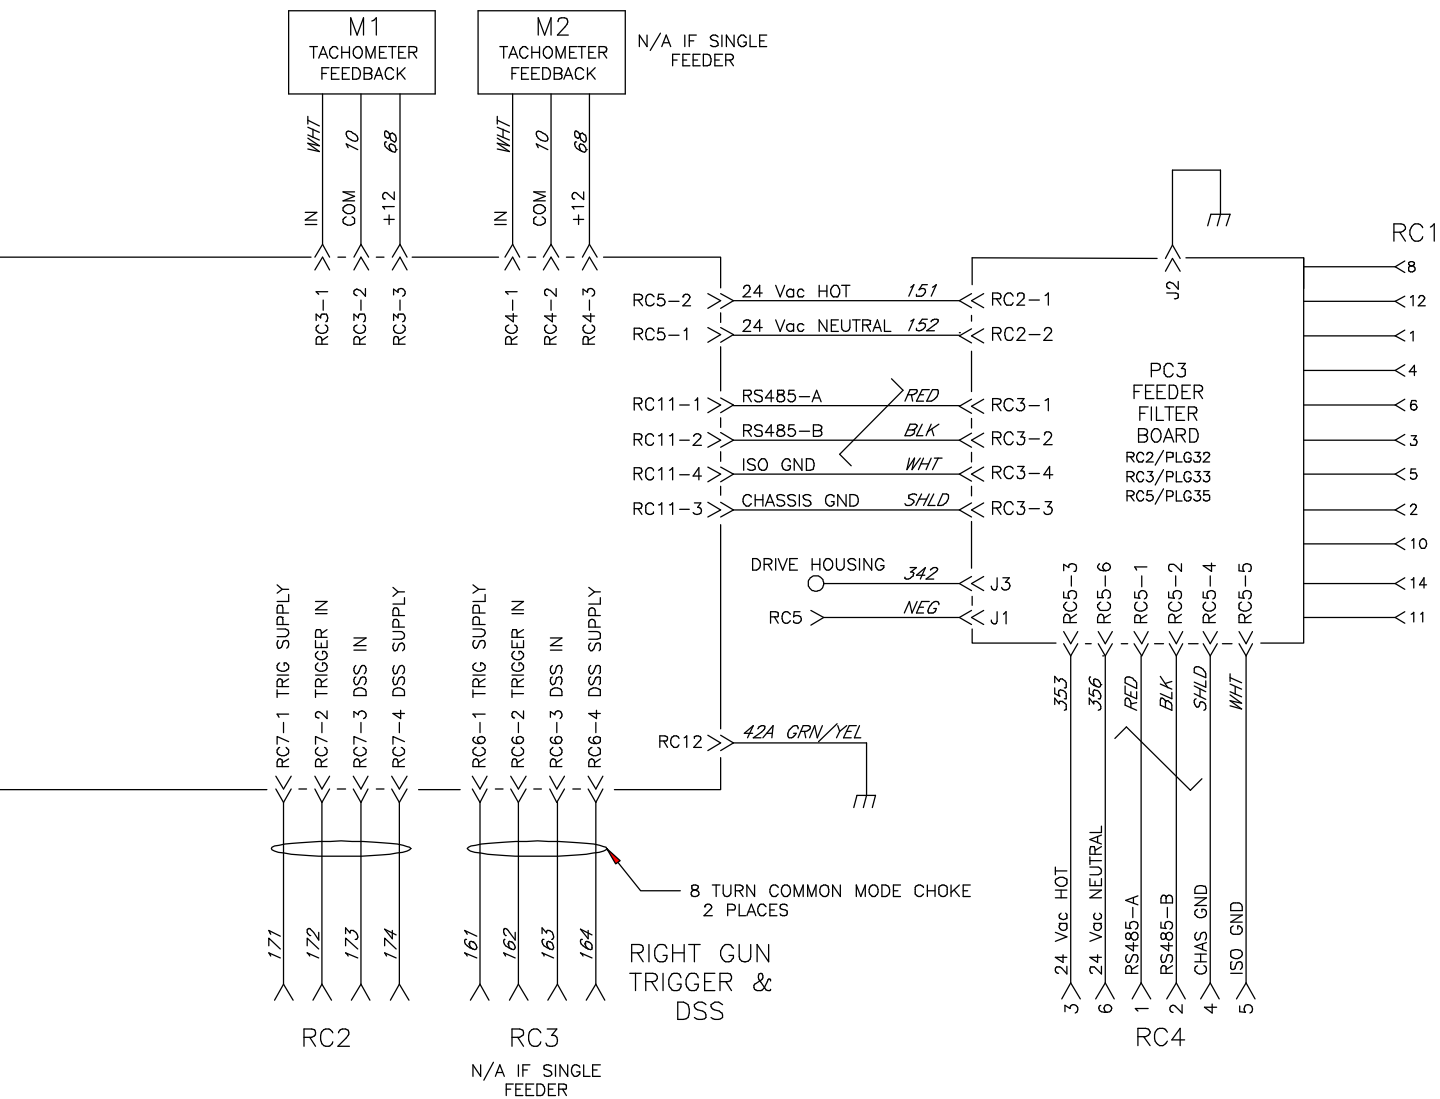 M1
TACHOMETER
FEEDBACK
M2
TACHOMETER
FEEDBACK
N/A IF SINGLE
FEEDER
WHT
10
68
WHT
10
68
IN
COM
+12
IN
COM
+12
RC3-1
RC3-2
RC3-3
RC4-1
RC4-2
RC4-3
J2
RC1
8
12
1
4
6
3
5
2
10
14
11
RC5-2
24 Vac HOT
151
RC2-1
RC5-1
24 Vac NEUTRAL
152
RC2-2
RC11-1
RS485-A
RED
RC3-1
RC11-2
RS485-B
BLK
RC3-2
RC11-4
ISO GND
WHT
RC3-4
RC11-3
CHASSIS GND
SHLD
RC3-3
DRIVE HOUSING
342
J3
RC5
NEG
J1
PC3
FEEDER
FILTER
BOARD
RC2/PLG32
RC3/PLG33
RC5/PLG35
RC5-3
RC5-6
RC5-1
RC5-2
RC5-4
RC5-5
353
356
RED
BLK
SHLD
WHT
24 Vac HOT
24 Vac NEUTRAL
RS485-A
RS485-B
CHAS GND
ISO GND
3
6
1
2
4
5
RC4
RC7-1 TRIG SUPPLY
RC7-2 TRIGGER IN
RC7-3 DSS IN
RC7-4 DSS SUPPLY
RC6-1 TRIG SUPPLY
RC6-2 TRIGGER IN
RC6-3 DSS IN
RC6-4 DSS SUPPLY
RC12
42A GRN/YEL
8 TURN COMMON MODE CHOKE
2 PLACES
171
172
173
174
161
162
163
164
RIGHT GUN
TRIGGER &
DSS
RC2
RC3
N/A IF SINGLE
FEEDER